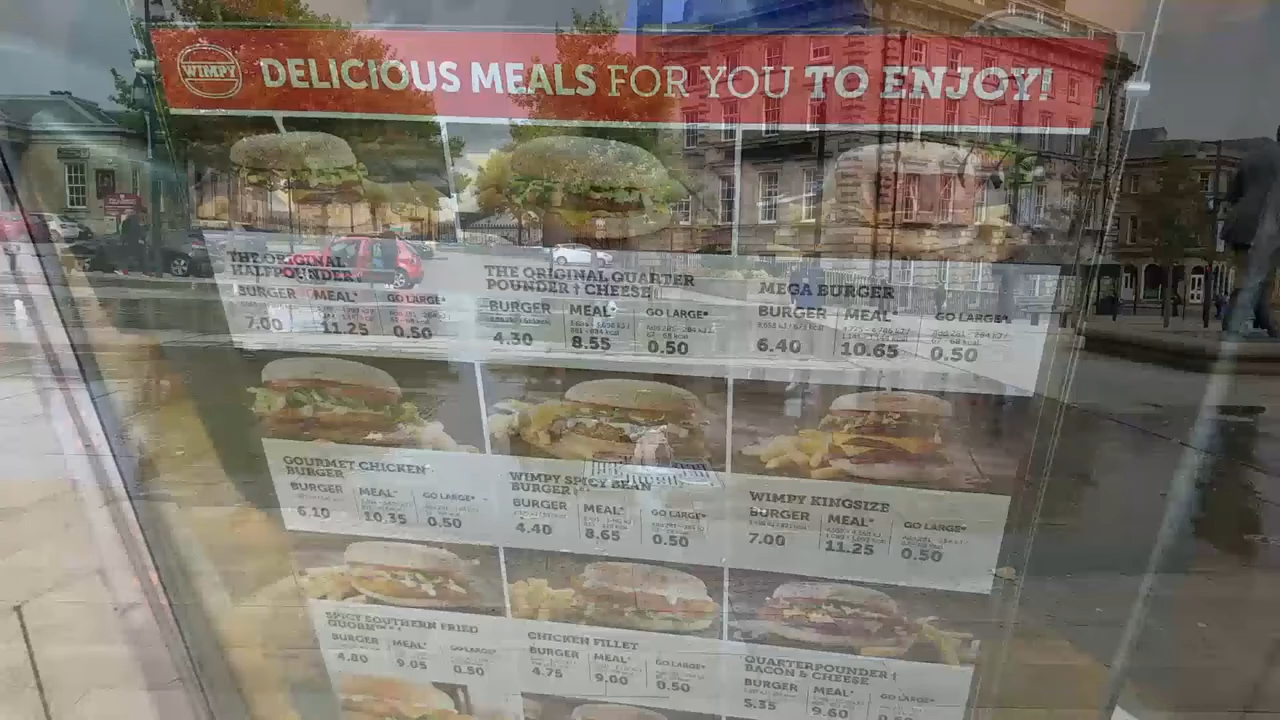 WIMPY
DELICIOUS MEALS FOR YOU TO ENJOY!
THE ORIGINAL
HALFPOUNDER †
BURGER MEAL* GO LARGE*
7.00 11.25 0.50
THE ORIGINAL QUARTER
POUNDER † CHEESE
BURGER MEAL* GO LARGE*
4.30 8.55 0.50
MEGA BURGER
BURGER MEAL* GO LARGE*
6.40 10.65 0.50
GOURMET CHICKEN
BURGER
BURGER MEAL* GO LARGE*
6.10 10.35 0.50
WIMPY SPICY BEAN
BURGER
BURGER MEAL* GO LARGE*
4.40 8.65 0.50
WIMPY KINGSIZE
BURGER MEAL* GO LARGE*
7.00 11.25 0.50
SPICY SOUTHERN FRIED
QUORN
BURGER MEAL* GO LARGE*
4.80 9.05 0.50
CHICKEN FILLET
BURGER MEAL* GO LARGE*
4.75 9.00 0.50
QUARTERPOUNDER †
BACON & CHEESE
BURGER MEAL* GO LARGE*
5.35 9.60 0.50